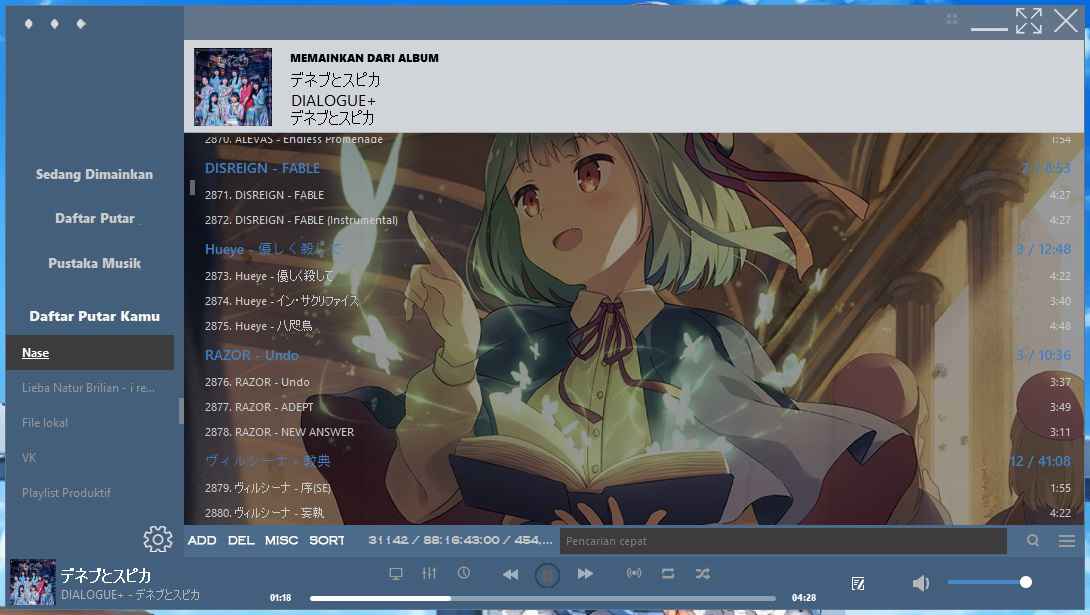 MEMAINKAN DARI ALBUM
デネブとスピカ
DIALOGUE+
デネブとスピカ
Sedang Dimainkan
Daftar Putar
Pustaka Musik
Daftar Putar Kamu
Nase
Lieba Natur Brilian - i re...
File lokal
VK
Playlist Produktif
2870. ALEVAS - Endless Promenade 1:54
DISREIGN - FABLE 2 / 8:53
2871. DISREIGN - FABLE 4:27
2872. DISREIGN - FABLE (Instrumental) 4:27
Hueye - 優しく殺して 3 / 12:48
2873. Hueye - 優しく殺して 4:22
2874. Hueye - イン・サクリファイス 3:40
2875. Hueye - 八咫烏 4:48
RAZOR - Undo 3 / 10:36
2876. RAZOR - Undo 3:37
2877. RAZOR - ADEPT 3:49
2878. RAZOR - NEW ANSWER 3:11
ヴィルシーナ - 教典 12 / 41:08
2879. ヴィルシーナ - 序(SE) 1:55
2880. ヴィルシーナ - 妄執 4:22
ADD DEL MISC SORT 31142 / 88:16:43:00 / 454,... Pencarian cepat
デネブとスピカ
DIALOGUE+ - デネブとスピカ
01:18 04:28